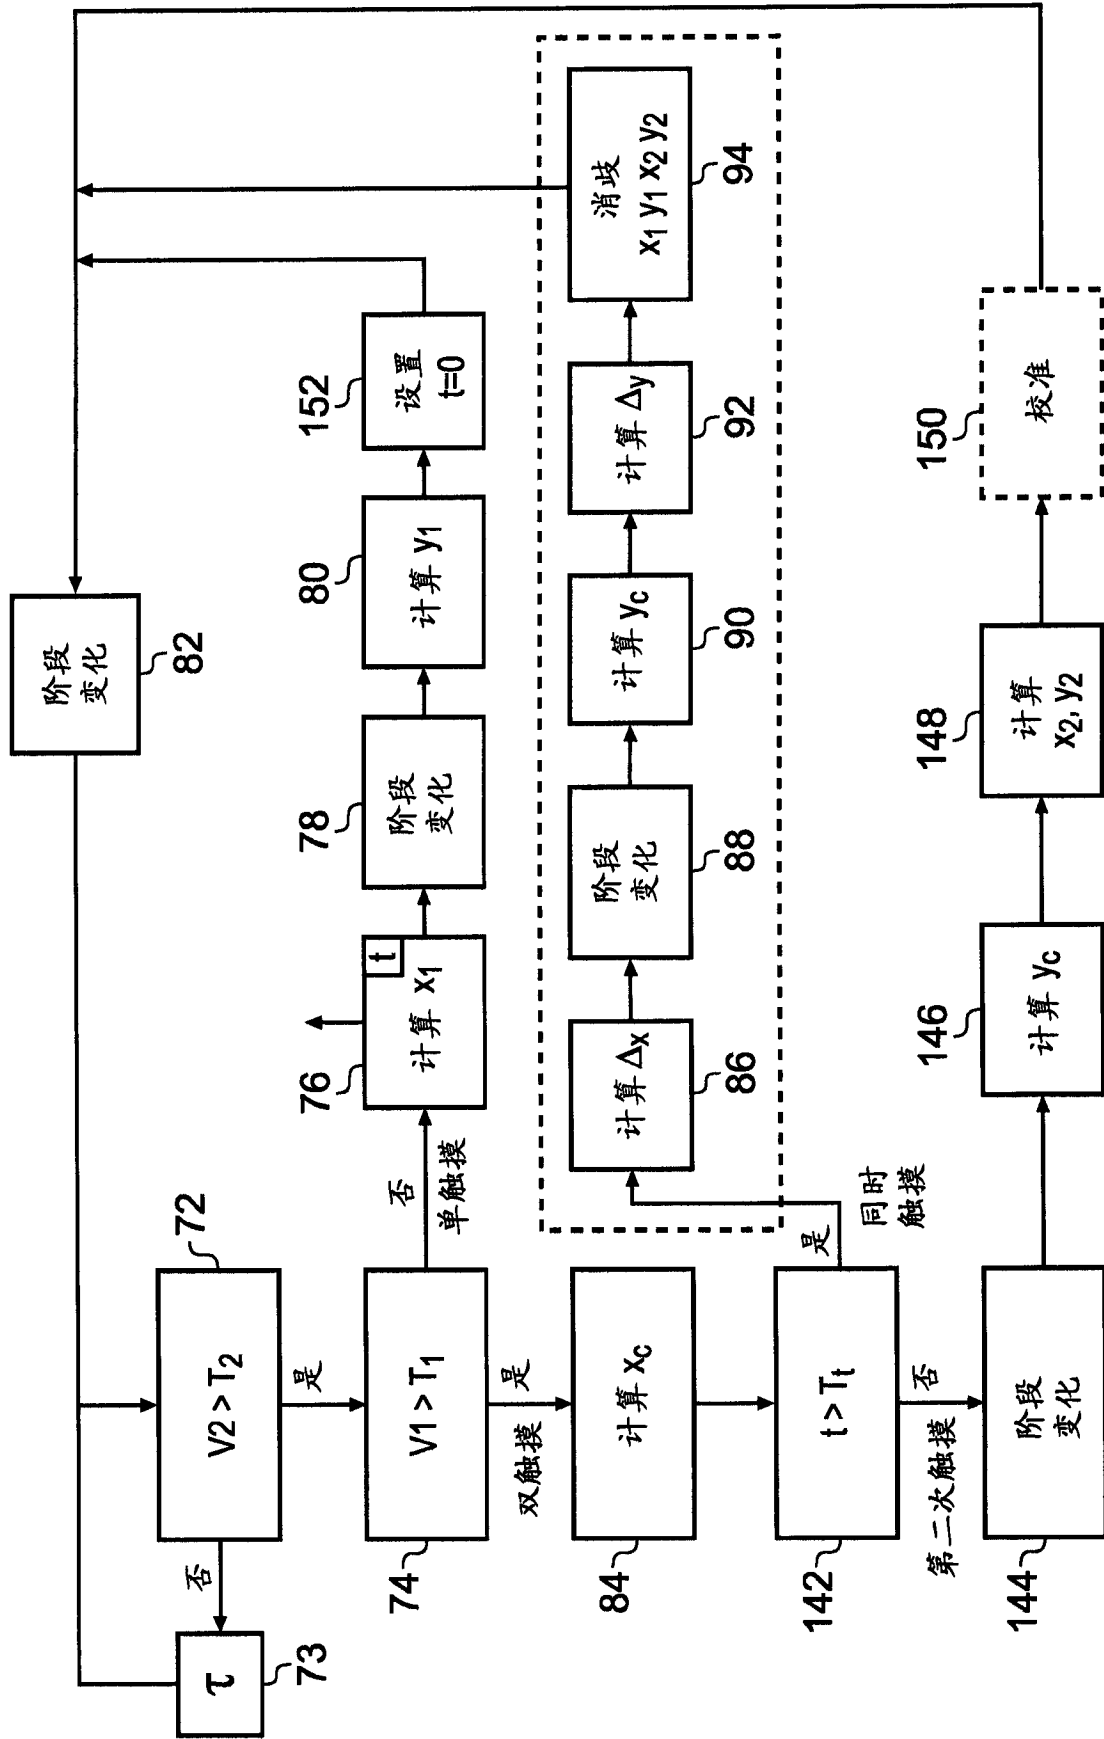 阶段
变化
82
τ
73
否
V2 > T2
72
是
V1 > T1
74
否
单触摸
计算 x1
t
76
阶段
变化
78
计算 y1
80
设置
t=0
152
是
双触摸
计算 xc
84
t > Tt
142
是
同时
触摸
计算 Δx
86
阶段
变化
88
计算 yc
90
计算 Δy
92
消歧
x1 y1 x2 y2
94
否
第二次触摸
阶段
变化
144
计算 yc
146
计算
x2, y2
148
校准
150